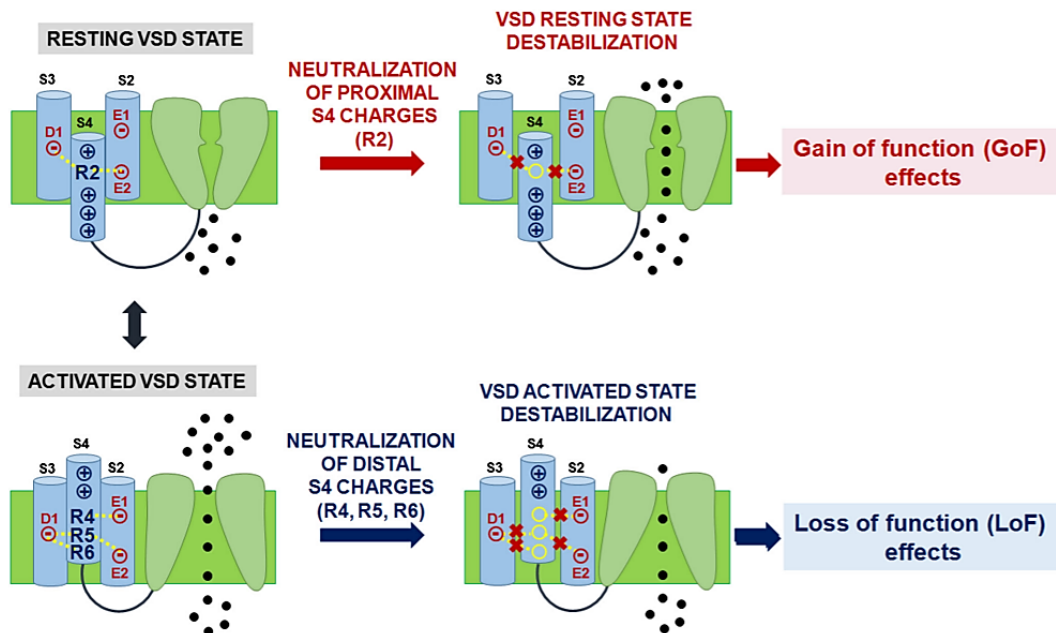 RESTING VSD STATE
S3
S2
S4
D1
E1
R2
E2
NEUTRALIZATION
OF PROXIMAL
S4 CHARGES
(R2)
VSD RESTING STATE
DESTABILIZATION
S3
S2
S4
D1
E1
E2
Gain of function (GoF)
effects
ACTIVATED VSD STATE
S4
S3
S2
D1
E1
R4
R5
R6
E2
NEUTRALIZATION
OF DISTAL
S4 CHARGES
(R4, R5, R6)
VSD ACTIVATED STATE
DESTABILIZATION
S4
S3
S2
D1
E1
E2
Loss of function (LoF)
effects